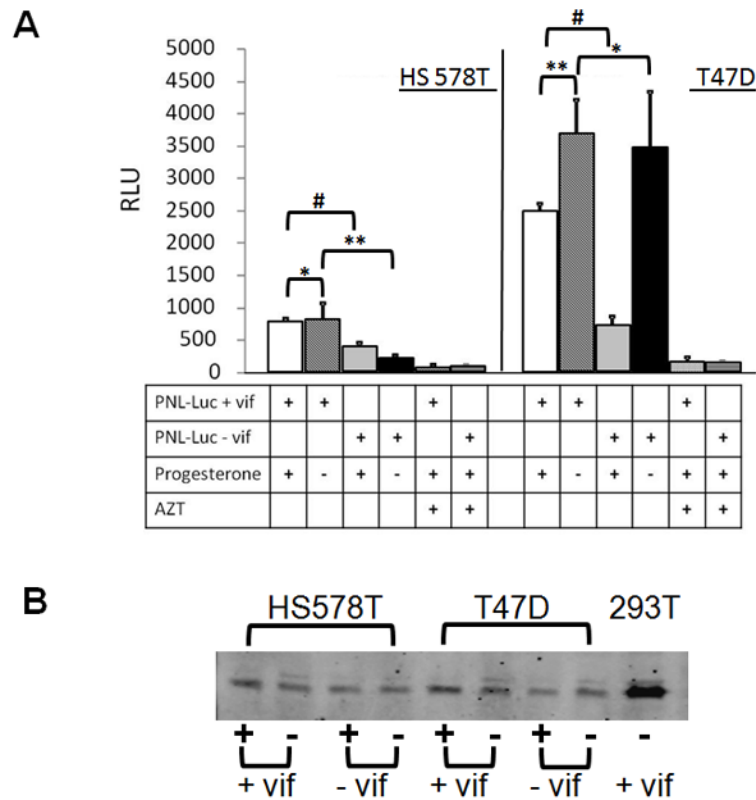 A
5000
4500
4000
3500
3000
2500
2000
1500
1000
500
0
RLU
HS 578T
T47D
#
**
*
#
**
*
PNL-Luc + vif + + + + + +
PNL-Luc - vif + + + + + +
Progesterone + - + - + + + - + - + +
AZT + + + +
B
HS578T T47D 293T
+ - + - + - + - -
+ vif - vif + vif - vif + vif